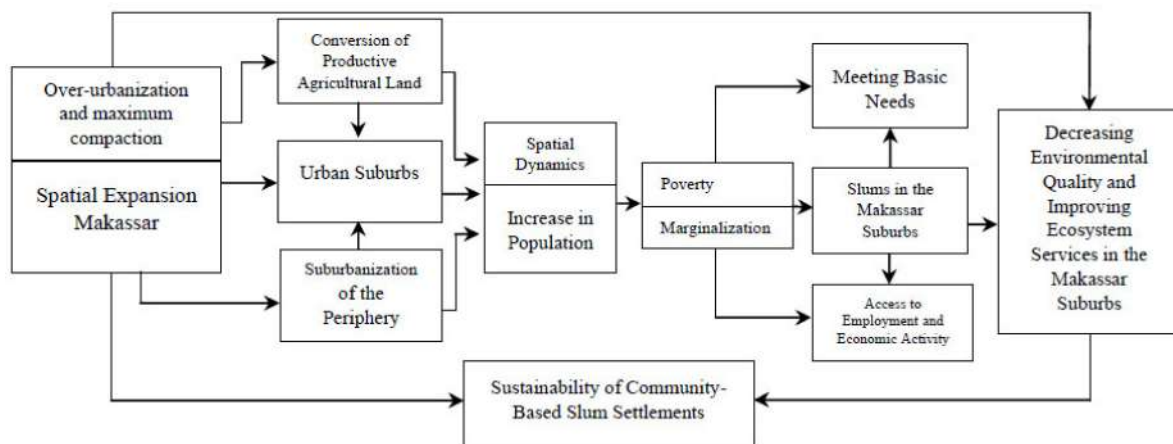 Over-urbanization
and maximum
compaction
Spatial Expansion
Makassar
Conversion of
Productive
Agricultural Land
Urban Suburbs
Suburbanization
of the
Periphery
Spatial
Dynamics
Increase in
Population
Poverty
Marginalization
Meeting Basic
Needs
Slums in the
Makassar
Suburbs
Access to
Employment and
Economic Activity
Decreasing
Environmental
Quality and
Improving
Ecosystem
Services in the
Makassar
Suburbs
Sustainability of Community-
Based Slum Settlements